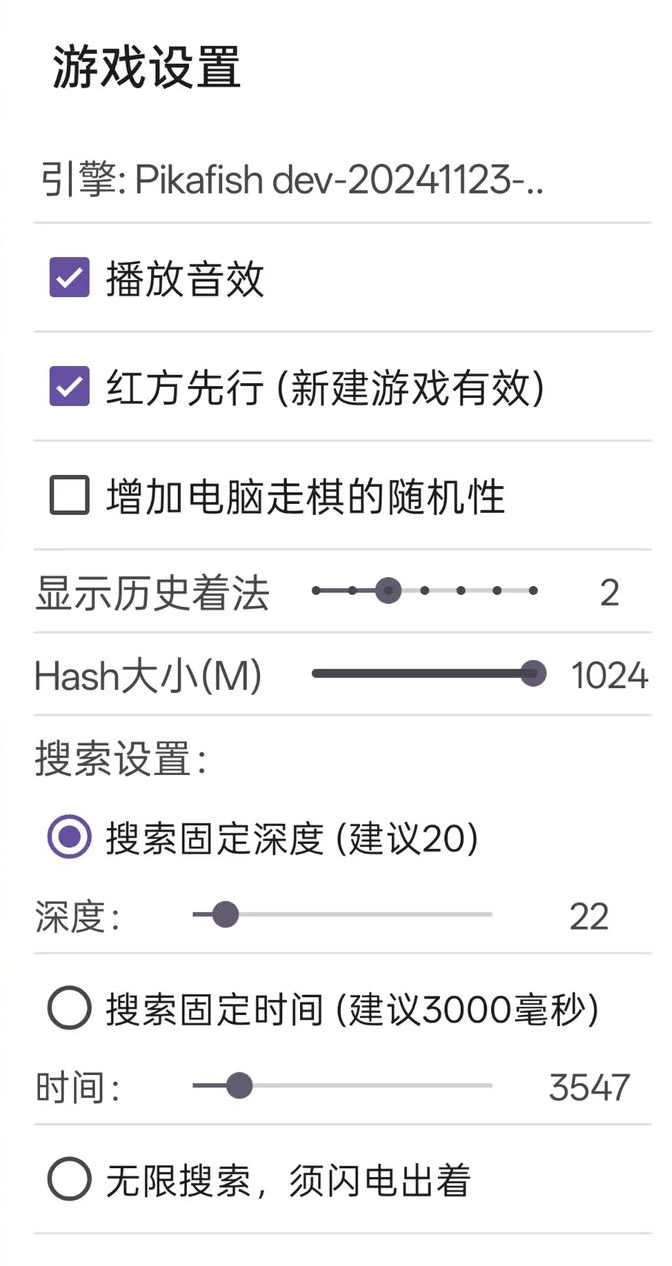 游戏设置
引擎: Pikafish dev-20241123-..
播放音效
红方先行 (新建游戏有效)
增加电脑走棋的随机性
显示历史着法 2
Hash大小(M) 1024
搜索设置：
搜索固定深度 (建议20)
深度： 22
搜索固定时间 (建议3000毫秒)
时间： 3547
无限搜索，须闪电出着